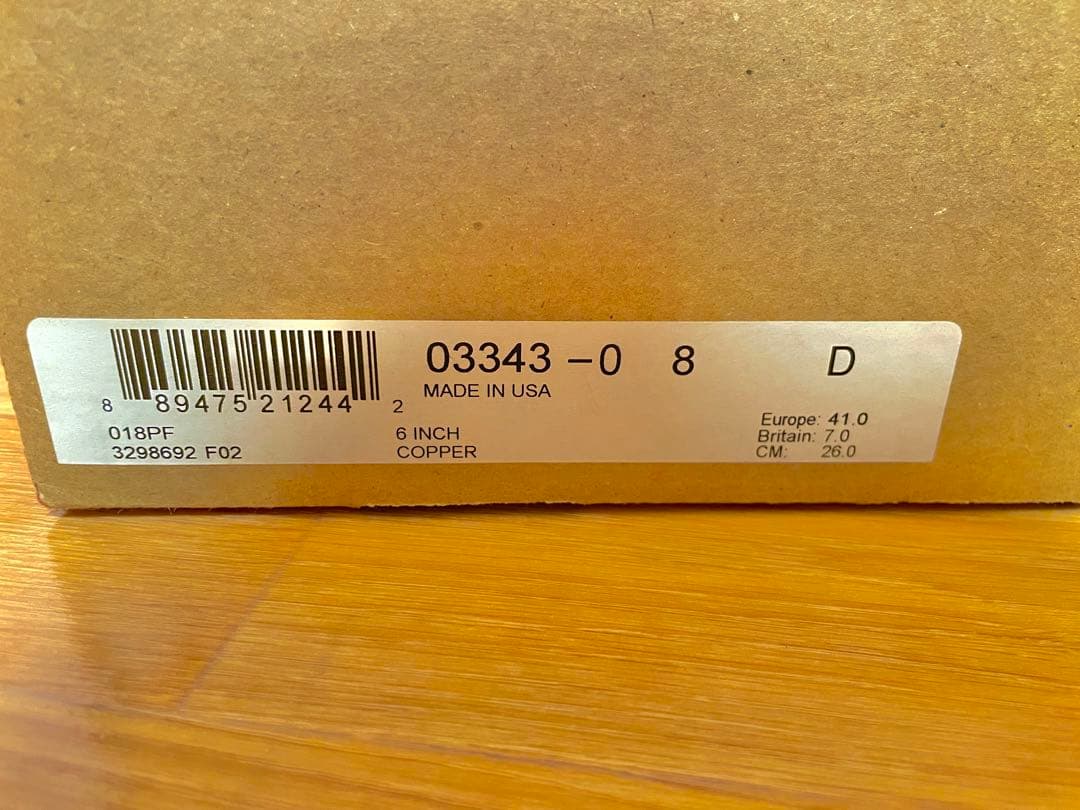 03343 -0 8 D
MADE IN USA
8 89475 21244 2
018PF
3298692 F02
6 INCH
COPPER
Europe: 41.0
Britain: 7.0
CM: 26.0